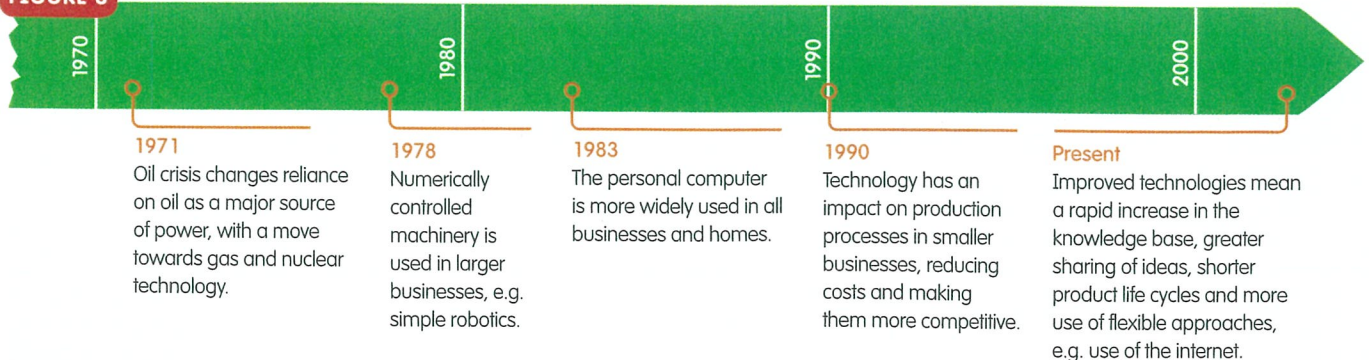 FIGURE 6
1970
1980
1990
2000
1971
Oil crisis changes reliance
on oil as a major source
of power, with a move
towards gas and nuclear
technology.
1978
Numerically
controlled
machinery is
used in larger
businesses, e.g.
simple robotics.
1983
The personal computer
is more widely used in all
businesses and homes.
1990
Technology has an
impact on production
processes in smaller
businesses, reducing
costs and making
them more competitive.
Present
Improved technologies mean
a rapid increase in the
knowledge base, greater
sharing of ideas, shorter
product life cycles and more
use of flexible approaches,
e.g. use of the internet.